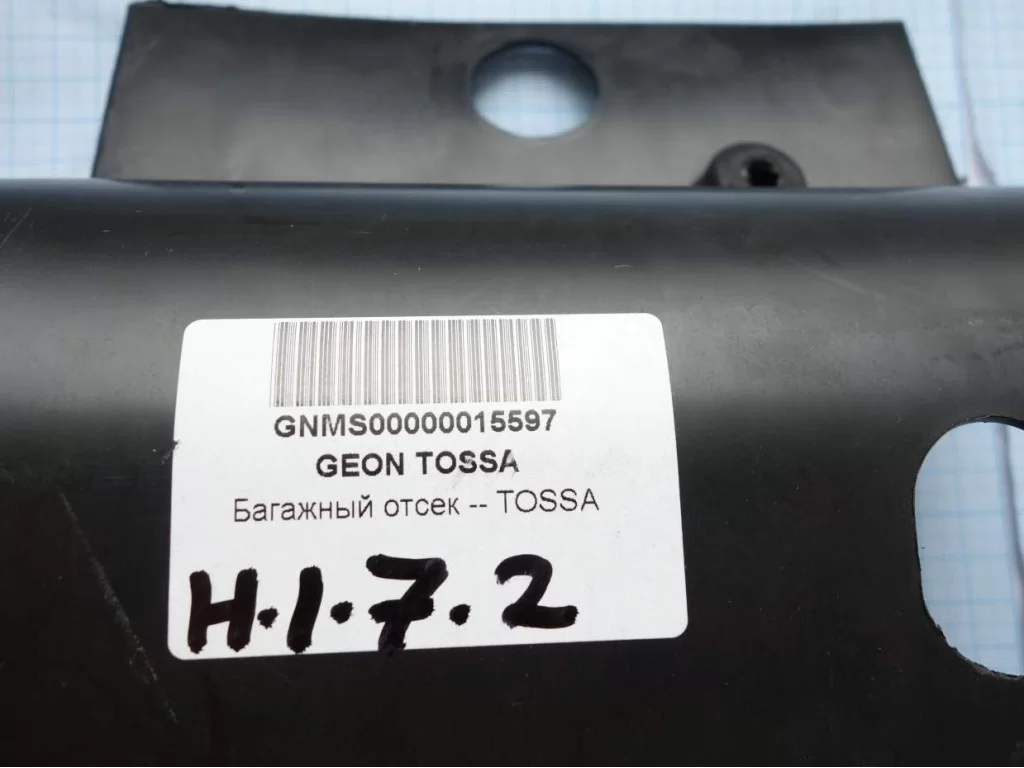 GNMS00000015597
GEON TOSSA
Багажный отсек -- TOSSA
H.1.7.2